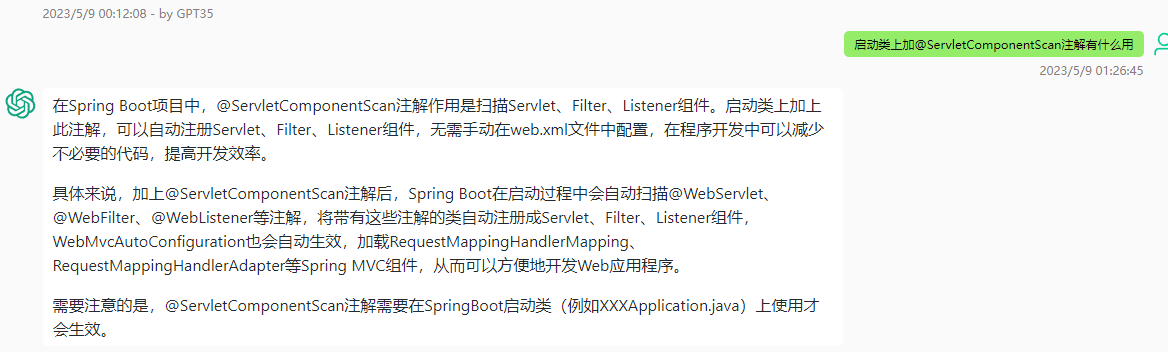 2023/5/9 00:12:08 - by GPT35
启动类上加@ServletComponentScan注解有什么用
2023/5/9 01:26:45
在Spring Boot项目中，@ServletComponentScan注解作用是扫描Servlet、Filter、Listener组件。启动类上加上
此注解，可以自动注册Servlet、Filter、Listener组件，无需手动在web.xml文件中配置，在程序开发中可以减少
不必要的代码，提高开发效率。
具体来说，加上@ServletComponentScan注解后，Spring Boot在启动过程中会自动扫描@WebServlet、
@WebFilter、@WebListener等注解，将带有这些注解的类自动注册成Servlet、Filter、Listener组件，
WebMvcAutoConfiguration也会自动生效，加载RequestMappingHandlerMapping、
RequestMappingHandlerAdapter等Spring MVC组件，从而可以方便地开发Web应用程序。
需要注意的是，@ServletComponentScan注解需要在SpringBoot启动类（例如XXXApplication.java）上使用才
会生效。